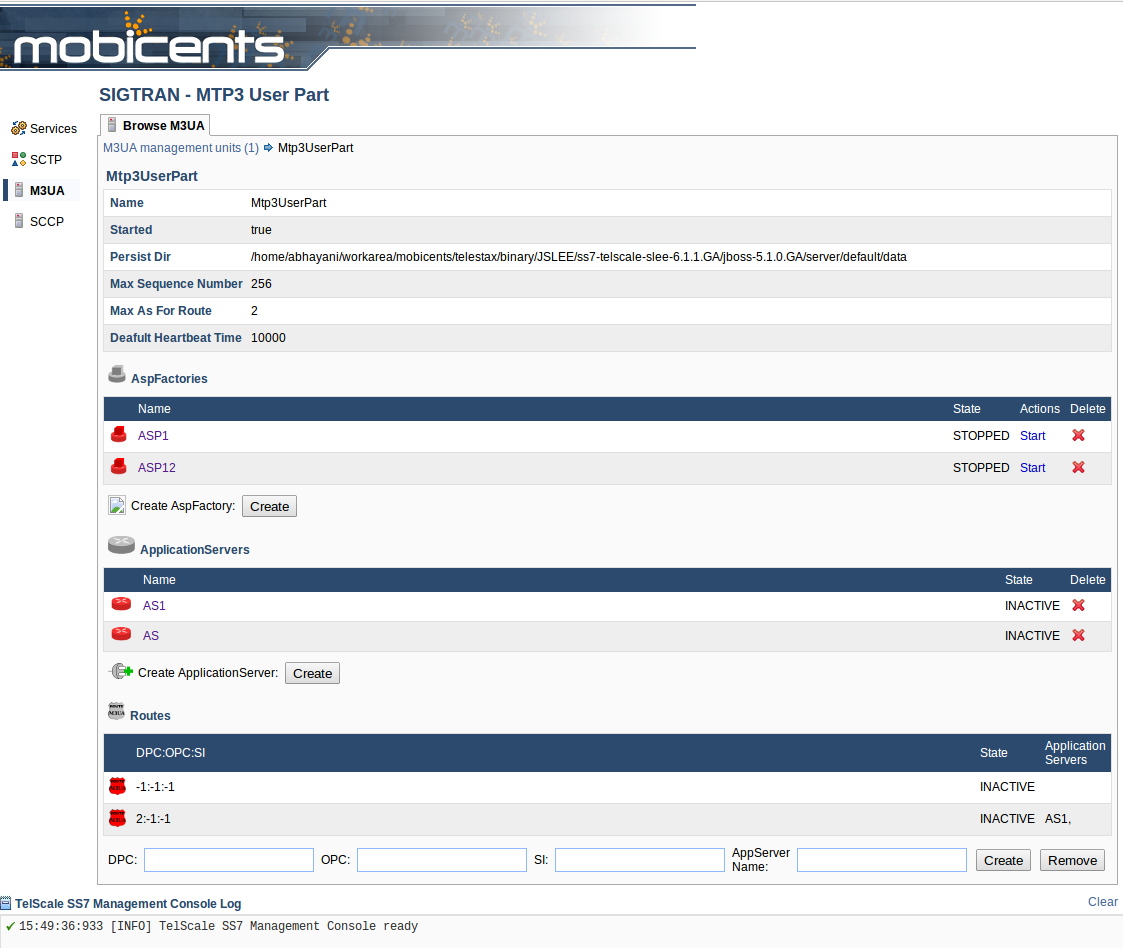 mobicents
SIGTRAN - MTP3 User Part
Services
SCTP
M3UA
SCCP
Browse M3UA
M3UA management units (1) Mtp3UserPart
Mtp3UserPart
Name Mtp3UserPart
Started true
Persist Dir /home/abhayani/workarea/mobicents/telestax/binary/JSLEE/ss7-telscale-slee-6.1.1.GA/jboss-5.1.0.GA/server/default/data
Max Sequence Number 256
Max As For Route 2
Deafult Heartbeat Time 10000
AspFactories
Name State Actions Delete
ASP1 STOPPED Start
ASP12 STOPPED Start
Create AspFactory: Create
ApplicationServers
Name State Delete
AS1 INACTIVE
AS INACTIVE
Create ApplicationServer: Create
ROUTE
M3UA
Routes
DPC:OPC:SI State Application
Servers
-1:-1:-1 INACTIVE
2:-1:-1 INACTIVE AS1,
DPC: OPC: SI: AppServer
Name: Create Remove
TelScale SS7 Management Console Log Clear
15:49:36:933 [INFO] TelScale SS7 Management Console ready